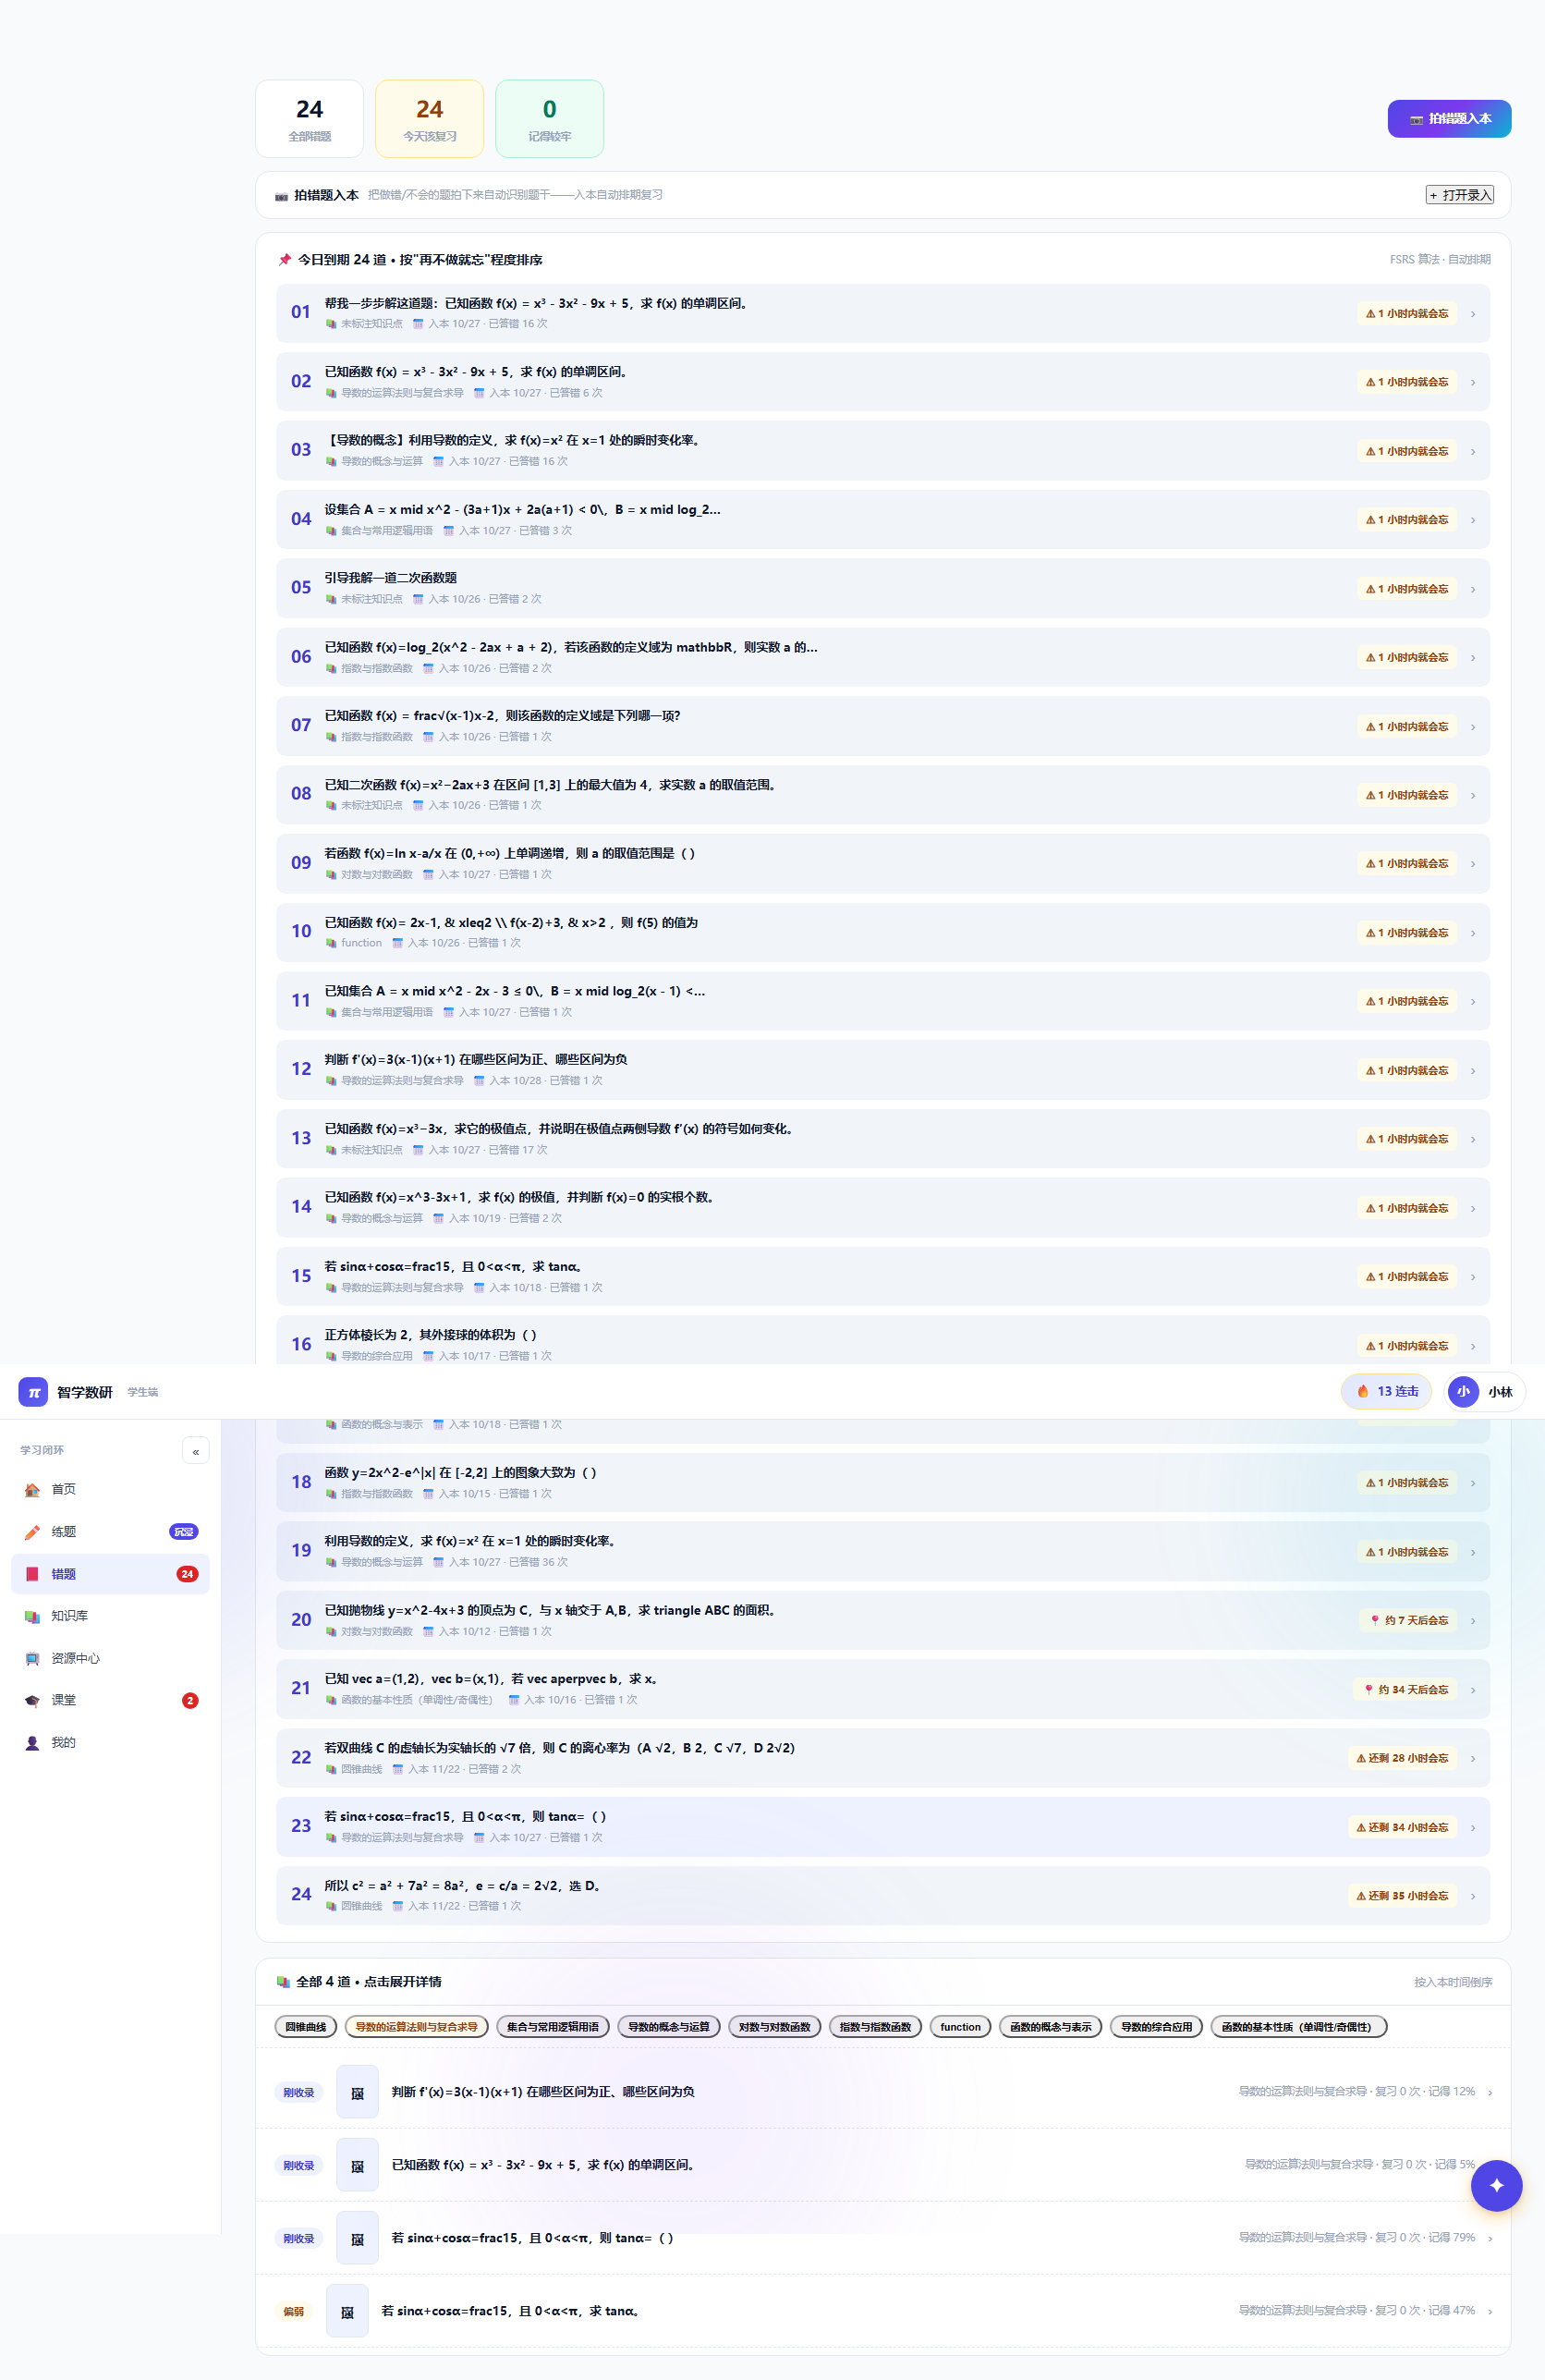 24
全部错题
24
今天该复习
0
记得较牢
拍错题入本
拍错题入本 把做错/不会的题拍下来自动识别题干——入本自动排期复习
+ 打开录入
今日到期 24 道 • 按"再不做就忘"程度排序
FSRS 算法 · 自动排期
01 帮我一步步解这道题：已知函数 f(x) = x³ - 3x² - 9x + 5，求 f(x) 的单调区间。
未标注知识点 入本 10/27 · 已答错 16 次
⚠ 1 小时内就会忘 ›
02 已知函数 f(x) = x³ - 3x² - 9x + 5，求 f(x) 的单调区间。
导数的运算法则与复合求导 入本 10/27 · 已答错 6 次
⚠ 1 小时内就会忘 ›
03 【导数的概念】利用导数的定义，求 f(x)=x² 在 x=1 处的瞬时变化率。
导数的概念与运算 入本 10/27 · 已答错 16 次
⚠ 1 小时内就会忘 ›
04 设集合 A = x mid x^2 - (3a+1)x + 2a(a+1) < 0\，B = x mid log_2...
集合与常用逻辑用语 入本 10/27 · 已答错 3 次
⚠ 1 小时内就会忘 ›
05 引导我解一道二次函数题
未标注知识点 入本 10/26 · 已答错 2 次
⚠ 1 小时内就会忘 ›
06 已知函数 f(x)=log_2(x^2 - 2ax + a + 2)，若该函数的定义域为 mathbbR，则实数 a 的...
指数与指数函数 入本 10/26 · 已答错 2 次
⚠ 1 小时内就会忘 ›
07 已知函数 f(x) = frac√(x-1)x-2，则该函数的定义域是下列哪一项?
指数与指数函数 入本 10/26 · 已答错 1 次
⚠ 1 小时内就会忘 ›
08 已知二次函数 f(x)=x²−2ax+3 在区间 [1,3] 上的最大值为 4，求实数 a 的取值范围。
未标注知识点 入本 10/26 · 已答错 1 次
⚠ 1 小时内就会忘 ›
09 若函数 f(x)=ln x-a/x 在 (0,+∞) 上单调递增，则 a 的取值范围是（ ）
对数与对数函数 入本 10/27 · 已答错 1 次
⚠ 1 小时内就会忘 ›
10 已知函数 f(x)= 2x-1, & xleq2 \\ f(x-2)+3, & x>2 ，则 f(5) 的值为
function 入本 10/26 · 已答错 1 次
⚠ 1 小时内就会忘 ›
11 已知集合 A = x mid x^2 - 2x - 3 ≤ 0\，B = x mid log_2(x - 1) <...
集合与常用逻辑用语 入本 10/27 · 已答错 1 次
⚠ 1 小时内就会忘 ›
12 判断 f'(x)=3(x-1)(x+1) 在哪些区间为正、哪些区间为负
导数的运算法则与复合求导 入本 10/28 · 已答错 1 次
⚠ 1 小时内就会忘 ›
13 已知函数 f(x)=x³−3x，求它的极值点，并说明在极值点两侧导数 f'(x) 的符号如何变化。
未标注知识点 入本 10/27 · 已答错 17 次
⚠ 1 小时内就会忘 ›
14 已知函数 f(x)=x^3-3x+1，求 f(x) 的极值，并判断 f(x)=0 的实根个数。
导数的概念与运算 入本 10/19 · 已答错 2 次
⚠ 1 小时内就会忘 ›
15 若 sinα+cosα=frac15，且 0<α<π，求 tanα。
导数的运算法则与复合求导 入本 10/18 · 已答错 1 次
⚠ 1 小时内就会忘 ›
16 正方体棱长为 2，其外接球的体积为（ ）
导数的综合应用 入本 10/17 · 已答错 1 次
⚠ 1 小时内就会忘 ›
π 智学数研 学生端
13 连击
小 小林
函数的概念与表示 入本 10/18 · 已答错 1 次
学习闭环 «
首页
练题 沉浸
错题 24
知识库
资源中心
课堂 2
我的
18 函数 y=2x^2-e^|x| 在 [-2,2] 上的图象大致为（ ）
指数与指数函数 入本 10/15 · 已答错 1 次
⚠ 1 小时内就会忘 ›
19 利用导数的定义，求 f(x)=x² 在 x=1 处的瞬时变化率。
导数的概念与运算 入本 10/27 · 已答错 36 次
⚠ 1 小时内就会忘 ›
20 已知抛物线 y=x^2-4x+3 的顶点为 C，与 x 轴交于 A,B，求 triangle ABC 的面积。
对数与对数函数 入本 10/12 · 已答错 1 次
约 7 天后会忘 ›
21 已知 vec a=(1,2)，vec b=(x,1)，若 vec aperpvec b，求 x。
函数的基本性质（单调性/奇偶性） 入本 10/16 · 已答错 1 次
约 34 天后会忘 ›
22 若双曲线 C 的虚轴长为实轴长的 √7 倍，则 C 的离心率为（A √2，B 2，C √7，D 2√2）
圆锥曲线 入本 11/22 · 已答错 2 次
⚠ 还剩 28 小时会忘 ›
23 若 sinα+cosα=frac15，且 0<α<π，则 tanα=（ ）
导数的运算法则与复合求导 入本 10/27 · 已答错 1 次
⚠ 还剩 34 小时会忘 ›
24 所以 c² = a² + 7a² = 8a²，e = c/a = 2√2，选 D。
圆锥曲线 入本 11/22 · 已答错 1 次
⚠ 还剩 35 小时会忘 ›
全部 4 道 • 点击展开详情
按入本时间倒序
圆锥曲线 导数的运算法则与复合求导 集合与常用逻辑用语 导数的概念与运算 对数与对数函数 指数与指数函数 function 函数的概念与表示 导数的综合应用 函数的基本性质（单调性/奇偶性）
刚收录 判断 f'(x)=3(x-1)(x+1) 在哪些区间为正、哪些区间为负
导数的运算法则与复合求导 · 复习 0 次 · 记得 12% ›
刚收录 已知函数 f(x) = x³ - 3x² - 9x + 5，求 f(x) 的单调区间。
导数的运算法则与复合求导 · 复习 0 次 · 记得 5%
刚收录 若 sinα+cosα=frac15，且 0<α<π，则 tanα=（ ）
导数的运算法则与复合求导 · 复习 0 次 · 记得 79% ›
偏弱 若 sinα+cosα=frac15，且 0<α<π，求 tanα。
导数的运算法则与复合求导 · 复习 0 次 · 记得 47% ›